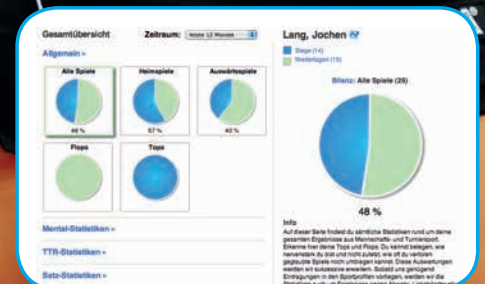 Gesamtübersicht
Zeitraum: letzte 12 Monate
Allgemein »
Alle Spiele
48 %
Heimspiele
57 %
Auswärtsspiele
40 %
Flops
Tops
Mental-Statistiken »
TTR-Statistiken »
Satz-Statistiken »
Lang, Jochen
Siege (14)
Niederlagen (15)
Bilanz: Alle Spiele (29)
48 %
Info
Auf dieser Seite findest du sämtliche Statistiken rund um deine
gesamten Ergebnisse aus Mannschafts- und Turniersport.
Erkenne hier deine Tops und Flops. Du kannst belegen, wie
nervenstark du bist und nicht zuletzt, wie oft du verloren
geglaubte Spiele noch umbiegen kannst. Diese Auswertungen
werden wir sukzessive erweitern. Sobald uns genügend
Eintragungen in den Sportprofilen vorliegen, werden wir die